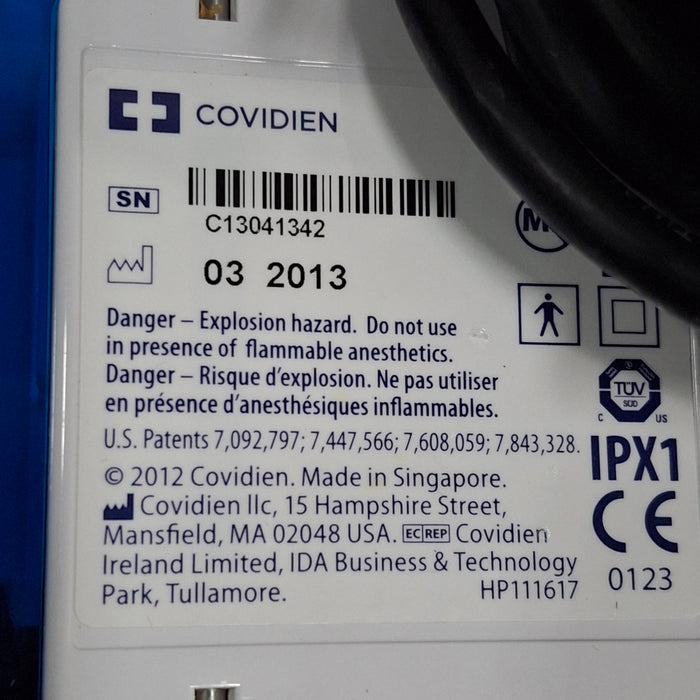 COVIDIEN
SN
C13041342
03 2013
Danger – Explosion hazard. Do not use
in presence of flammable anesthetics.
Danger – Risque d'explosion. Ne pas utiliser
en présence d'anesthésiques inflammables.
U.S. Patents 7,092,797; 7,447,566; 7,608,059; 7,843,328.
© 2012 Covidien. Made in Singapore.
Covidien llc, 15 Hampshire Street,
Mansfield, MA 02048 USA. EC REP Covidien
Ireland Limited, IDA Business & Technology
Park, Tullamore.
HP111617
TÜV
SÜD
C US
IPX1
CE
0123